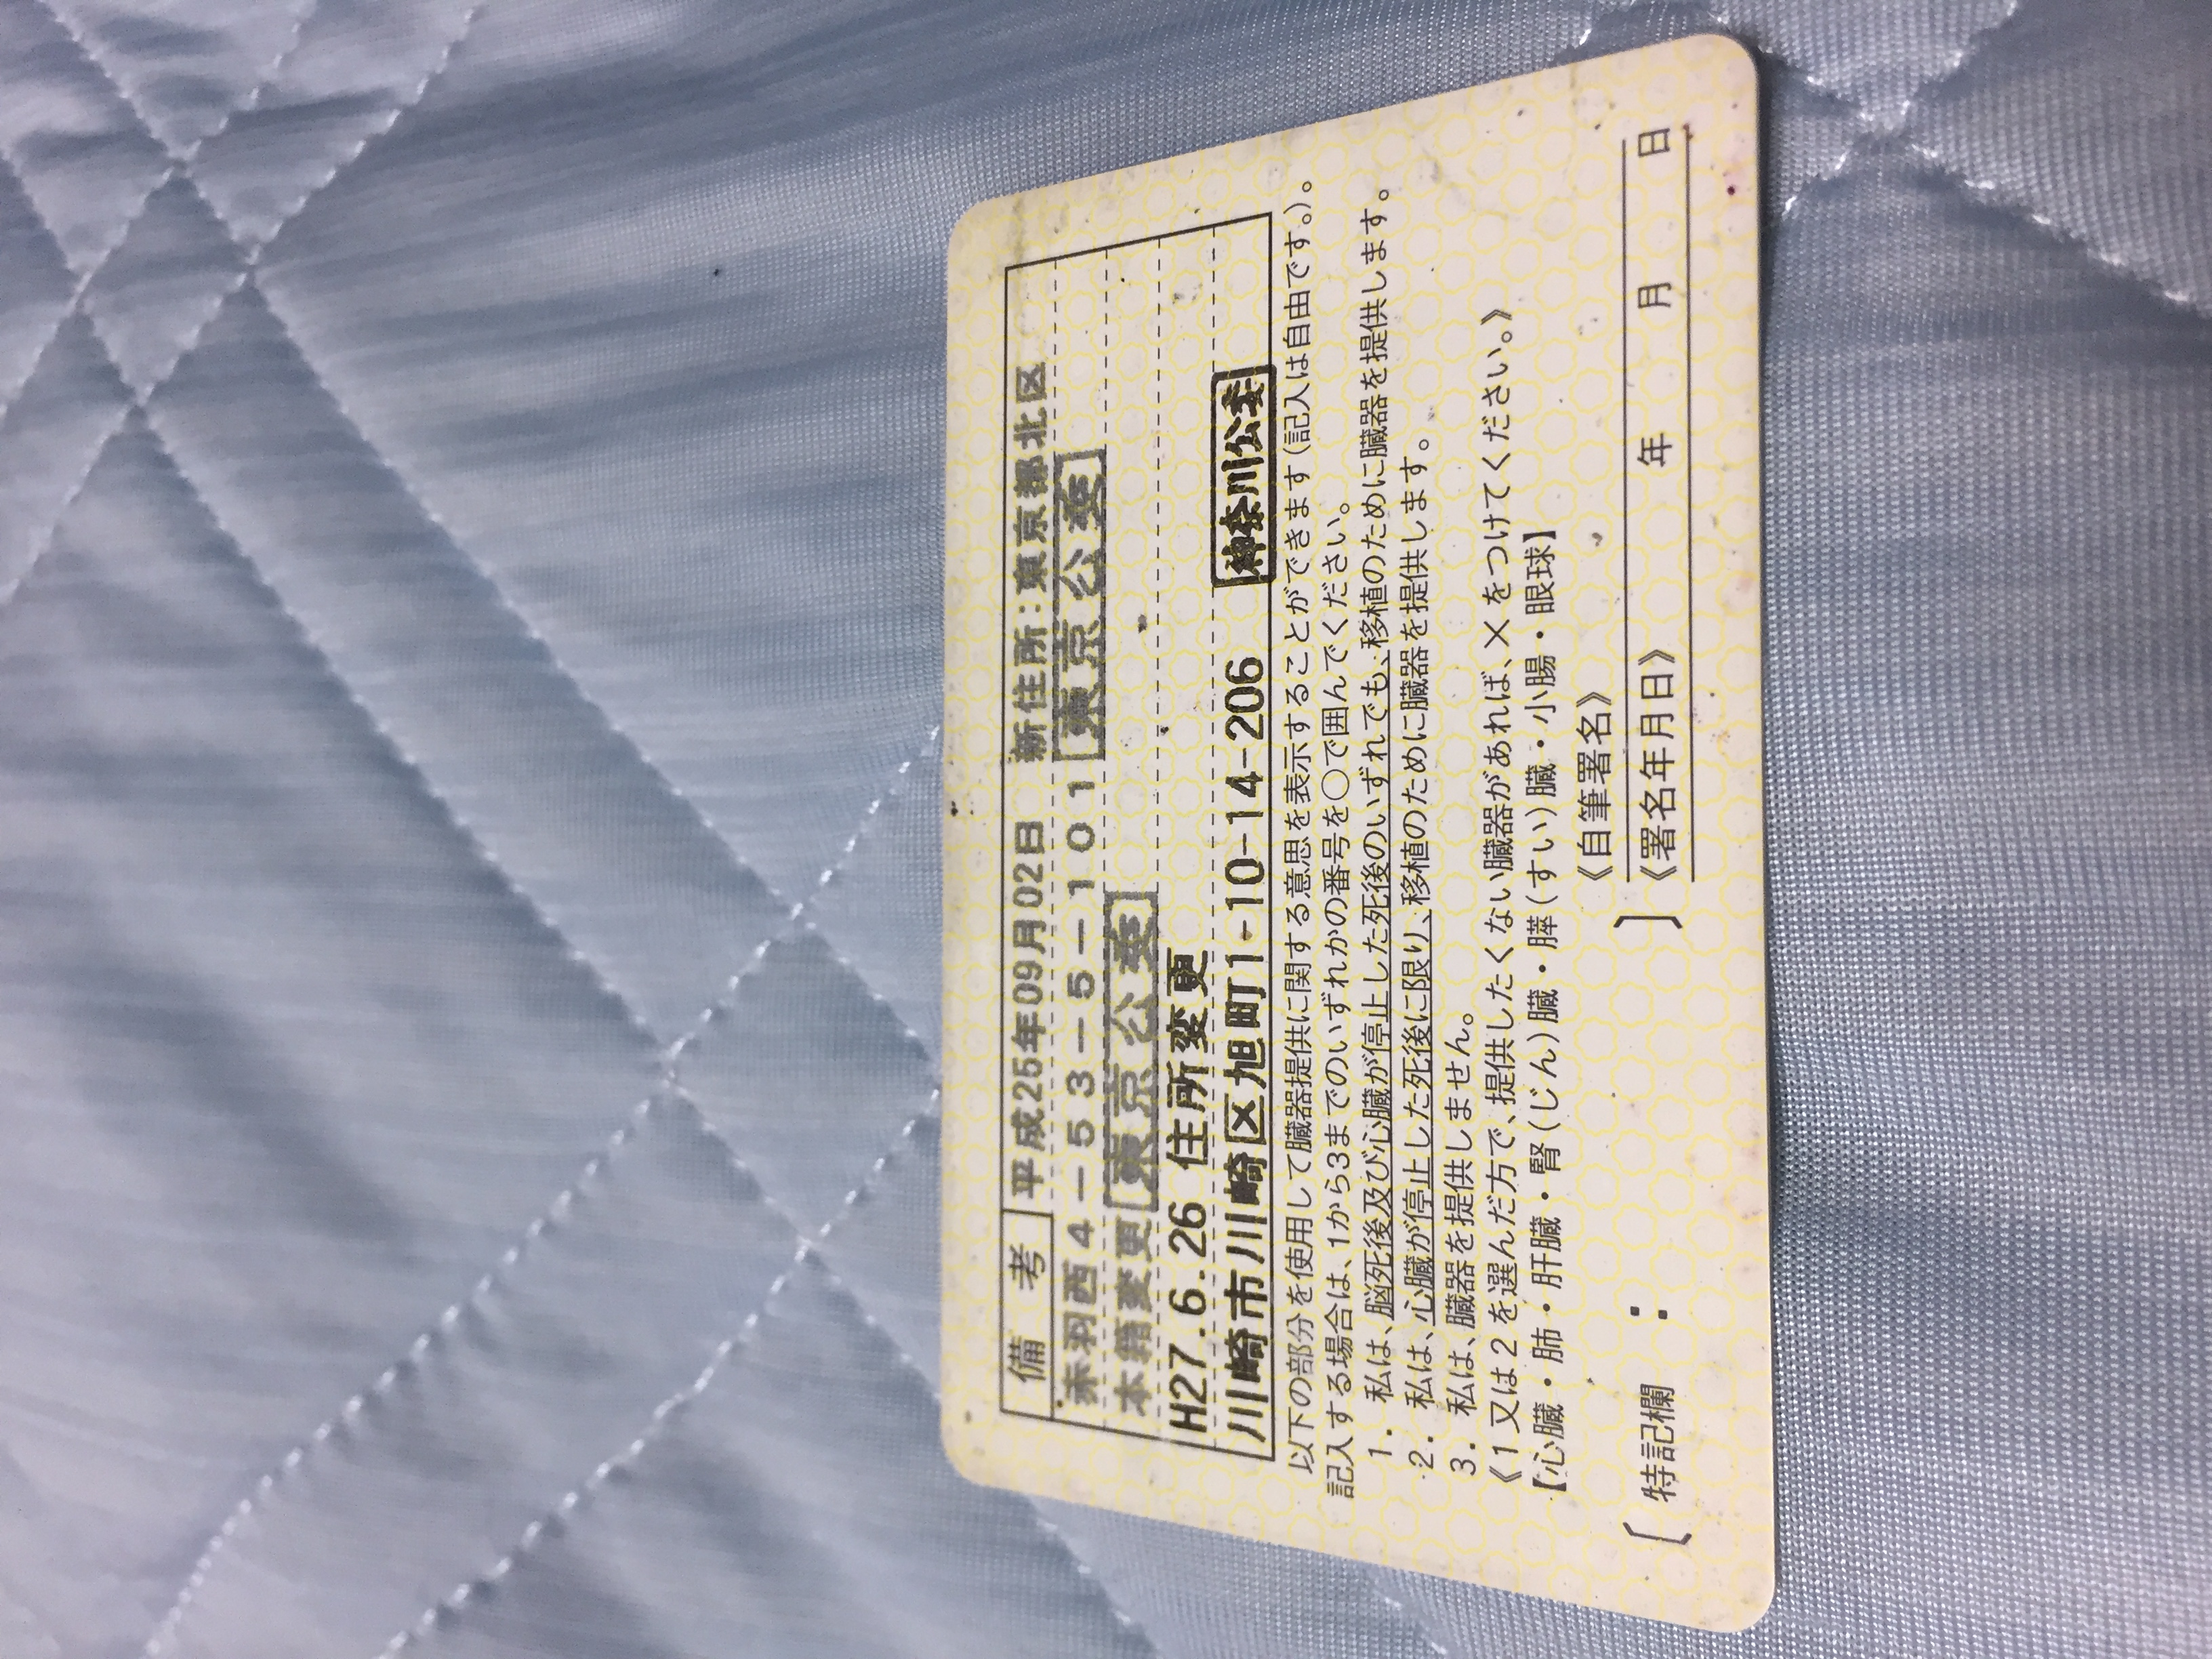 備考 平成25年09月02日 新住所:東京都北区
赤羽西4-53-5-101 東京公委
本籍変更 東京公委
H27.6.26 住所変更
川崎市川崎区旭町1-10-14-206 神奈川公委
以下の部分を使用して臓器提供に関する意思を表示することができます(記入は自由です。)。
記入する場合は、1から3までのいずれかの番号を○で囲んでください。
1. 私は、脳死後及び心臓が停止した死後のいずれでも、移植のために臓器を提供します。
2. 私は、心臓が停止した死後に限り、移植のために臓器を提供します。
3. 私は、臓器を提供しません。
《1又は2を選んだ方で、提供したくない臓器があれば、×をつけてください。》
【心臓・肺・肝臓・腎(じん)臓・膵(すい)臓・小腸・眼球】
《自筆署名》
〔特記欄 : 〕
《署名年月日》 年 月 日